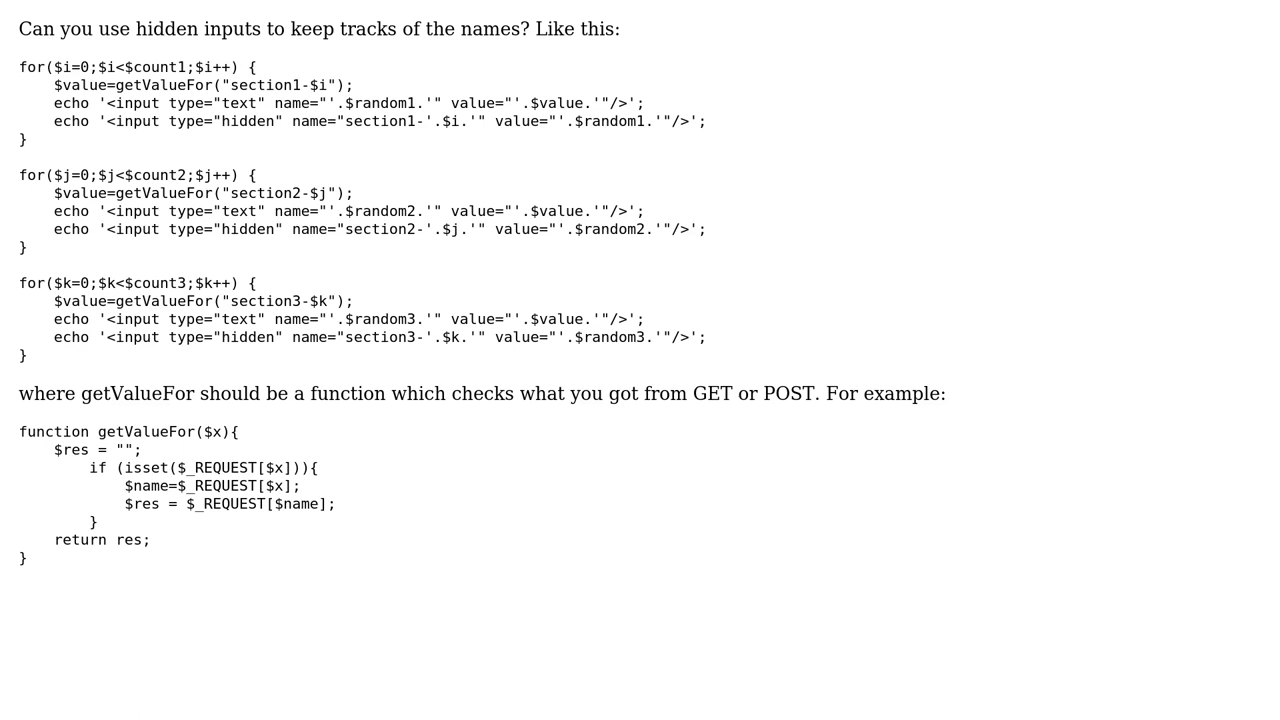 Can you use hidden inputs to keep tracks of the names? Like this:
for($i=0;$i<$count1;$i++) {
    $value=getValueFor("section1-$i");
    echo '<input type="text" name="'.$random1.'" value="'.$value.'"/>';
    echo '<input type="hidden" name="section1-'.$i.'" value="'.$random1.'"/>';
}
for($j=0;$j<$count2;$j++) {
    $value=getValueFor("section2-$j");
    echo '<input type="text" name="'.$random2.'" value="'.$value.'"/>';
    echo '<input type="hidden" name="section2-'.$j.'" value="'.$random2.'"/>';
}
for($k=0;$k<$count3;$k++) {
    $value=getValueFor("section3-$k");
    echo '<input type="text" name="'.$random3.'" value="'.$value.'"/>';
    echo '<input type="hidden" name="section3-'.$k.'" value="'.$random3.'"/>';
}
where getValueFor should be a function which checks what you got from GET or POST. For example:
function getValueFor($x){
    $res = "";
        if (isset($_REQUEST[$x])){
            $name=$_REQUEST[$x];
            $res = $_REQUEST[$name];
        }
    return res;
}